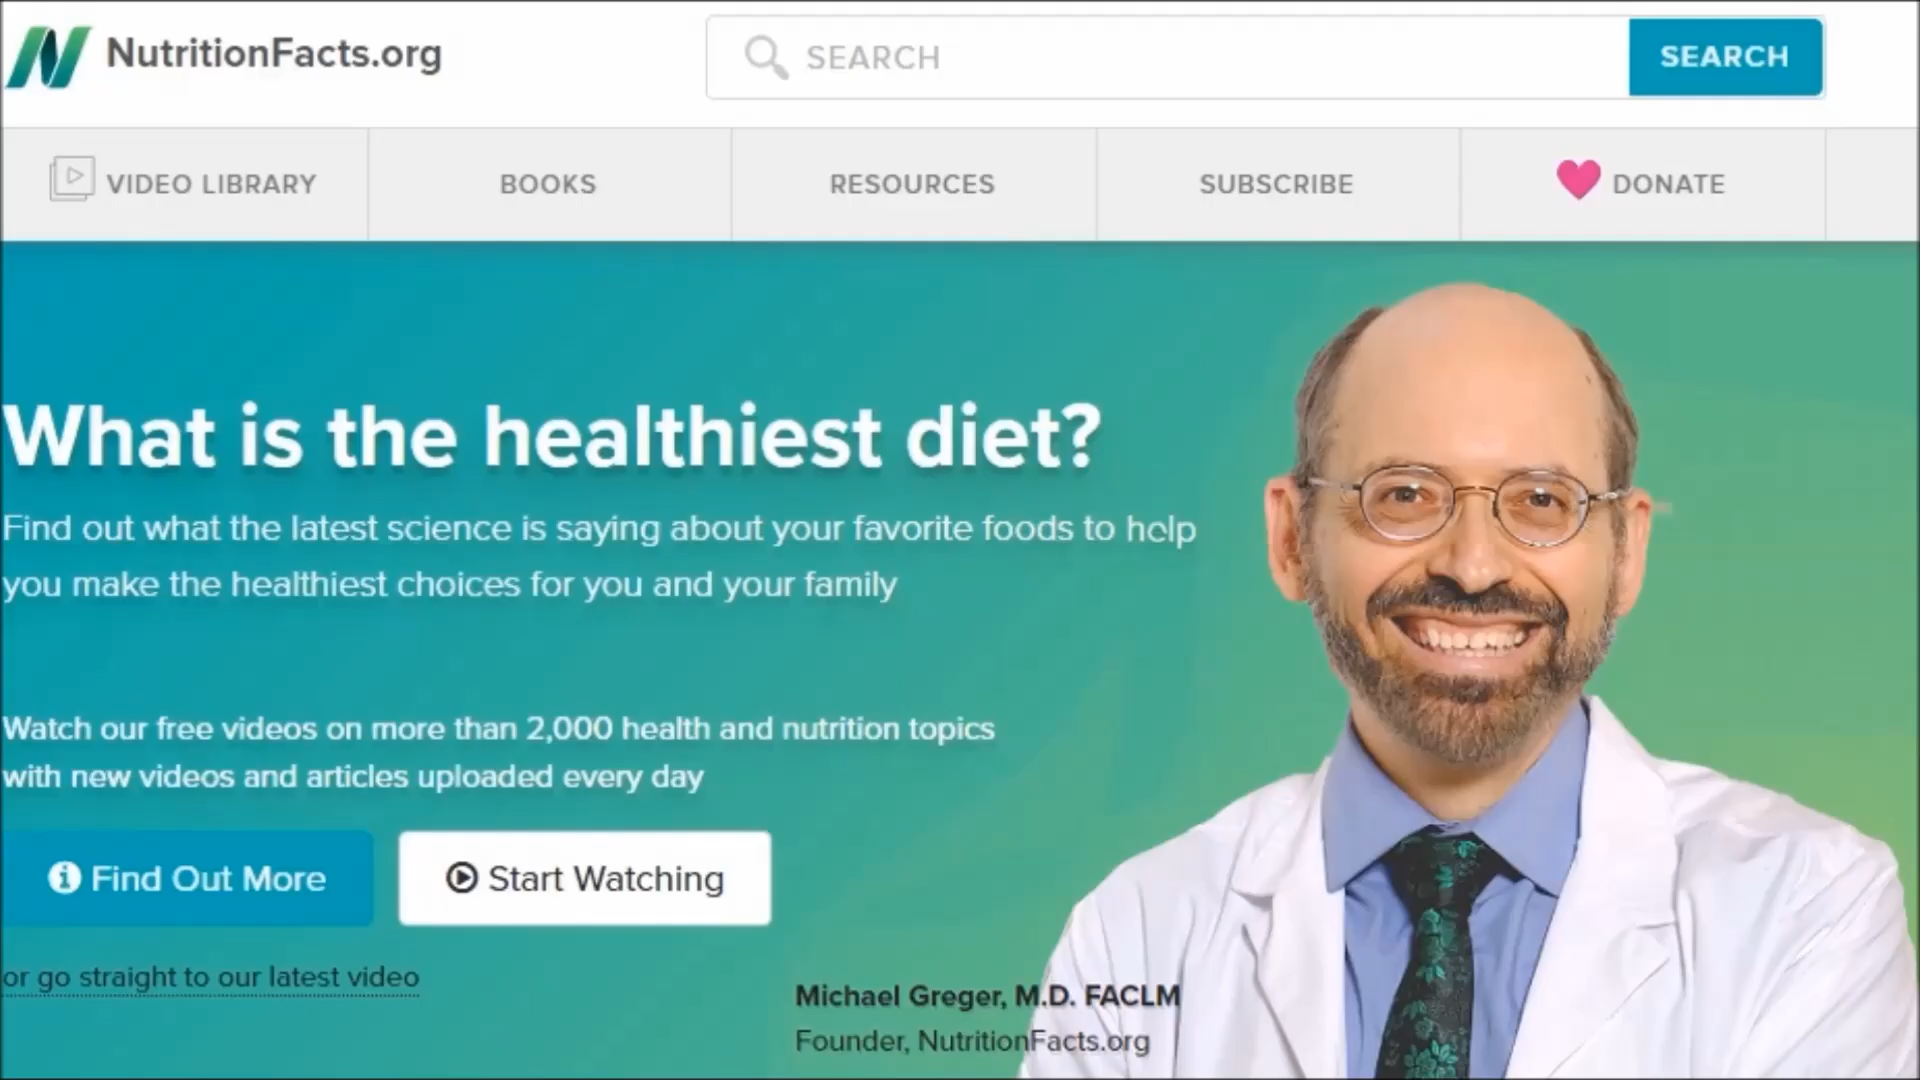 NutritionFacts.org
SEARCH
SEARCH
VIDEO LIBRARY
BOOKS
RESOURCES
SUBSCRIBE
DONATE
What is the healthiest diet?
Find out what the latest science is saying about your favorite foods to help
you make the healthiest choices for you and your family
Watch our free videos on more than 2,000 health and nutrition topics
with new videos and articles uploaded every day
Find Out More
Start Watching
or go straight to our latest video
Michael Greger, M.D. FACLM
Founder, NutritionFacts.org